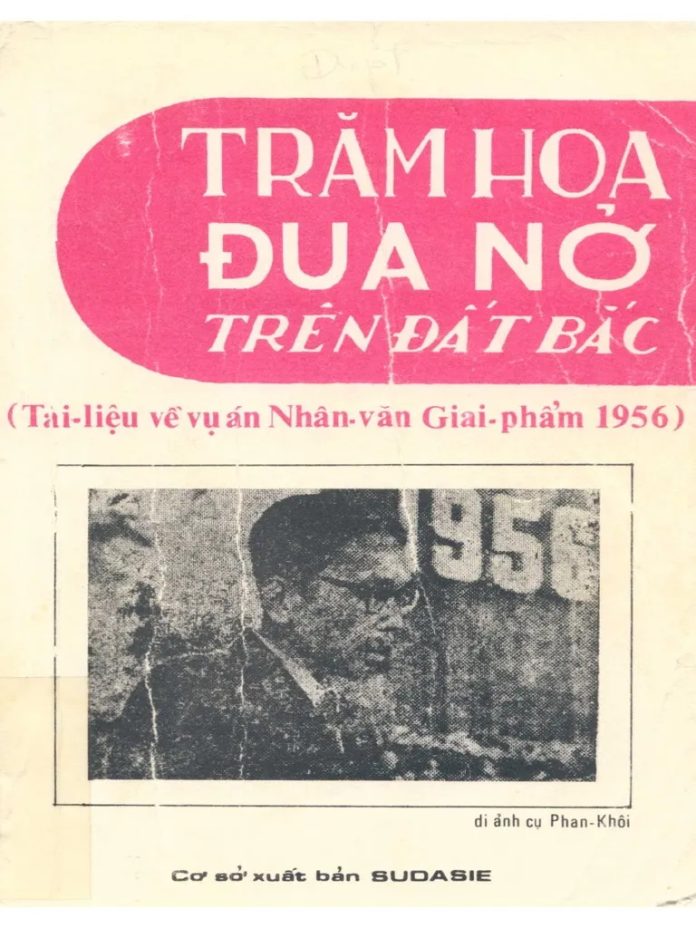 TRĂM HOA
ĐUA NỞ
TRÊN ĐẤT BẮC
(Tài-liệu về vụ án Nhân-văn Giai-phẩm 1956)
1956
di ảnh cụ Phan-Khôi
Cơ sở xuất bản SUDASIE